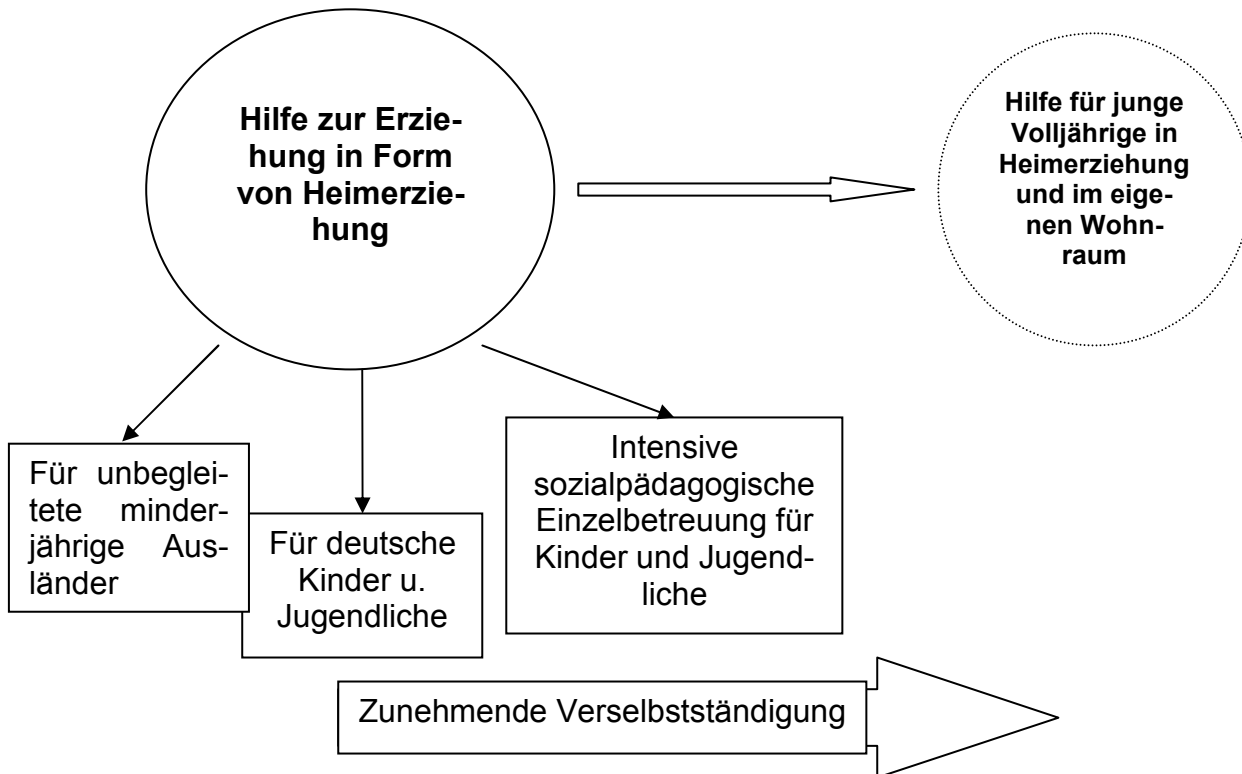 Hilfe zur Erzie-
hung in Form
von Heimerzie-
hung
Hilfe für junge
Volljährige in
Heimerziehung
und im eige-
nen Wohn-
raum
Für unbeglei-
tete minder-
jährige Aus-
länder
Für deutsche
Kinder u.
Jugendliche
Intensive
sozialpädagogische
Einzelbetreuung für
Kinder und Jugend-
liche
Zunehmende Verselbstständigung